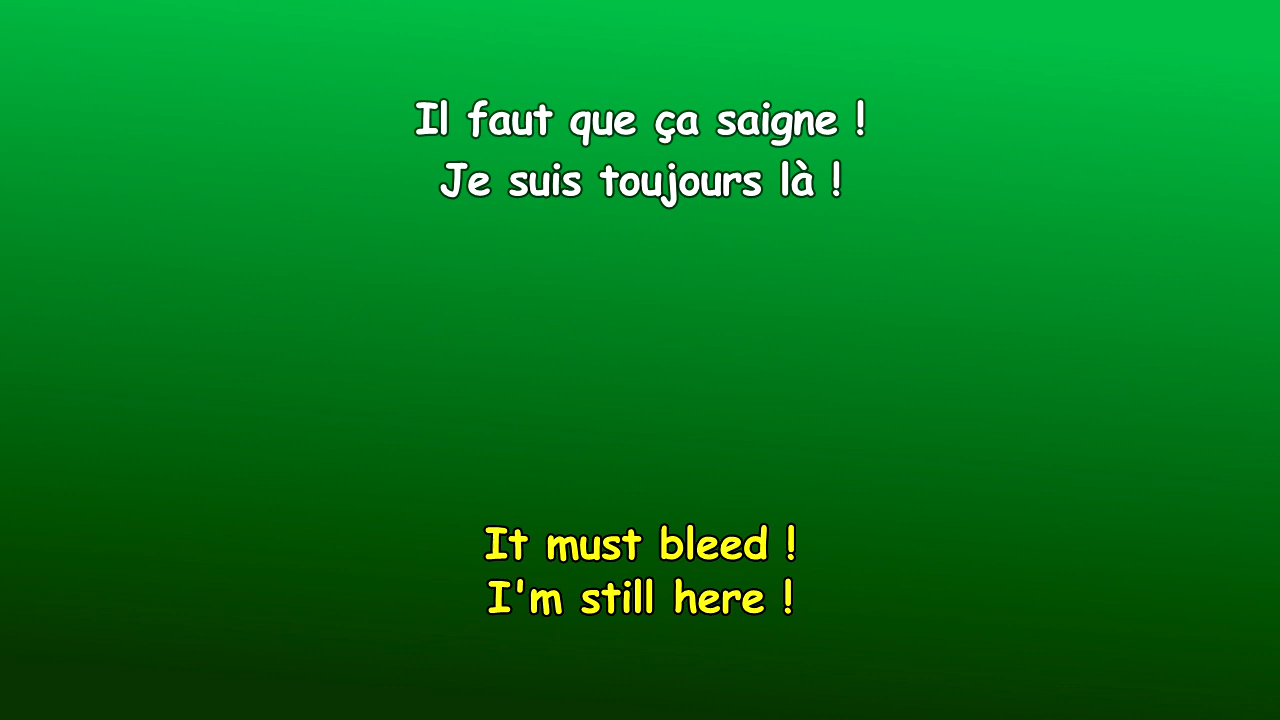 Il faut que ça saigne !
Je suis toujours là !
It must bleed !
I'm still here !